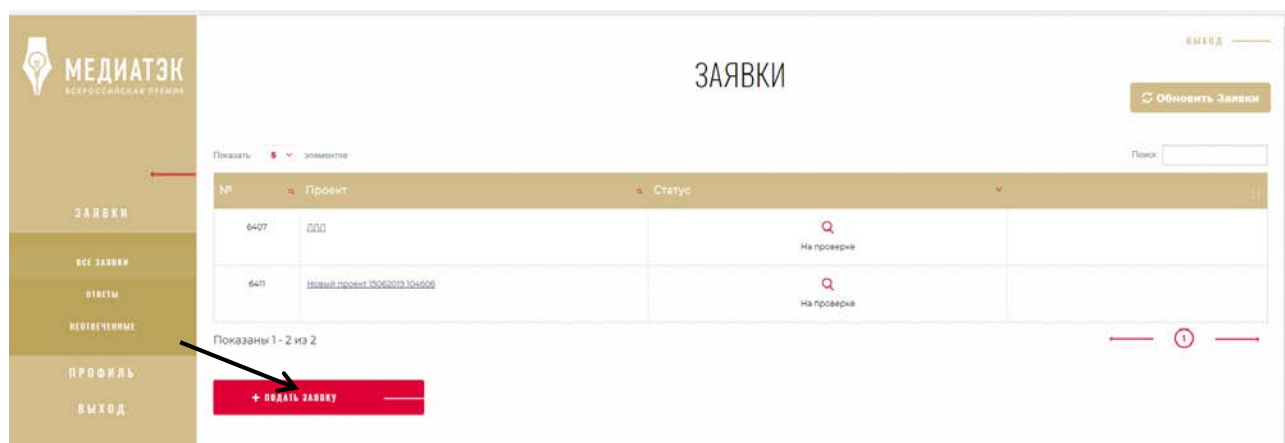 МЕДИАТЭК
ВСЕРОССИЙСКАЯ ПРЕМИЯ
ВЫХОД
ЗАЯВКИ
Обновить Заявки
Показать 5 элементов
Поиск
№ Проект Статус
6407 ДДД
На проверке
6411 Новый проект 15062019 104606
На проверке
Показаны 1 - 2 из 2
1
+ ПОДАТЬ ЗАЯВКУ
ЗАЯВКИ
ВСЕ ЗАЯВКИ
ОТВЕТЫ
НЕОТВЕЧЕННЫЕ
ПРОФИЛЬ
ВЫХОД